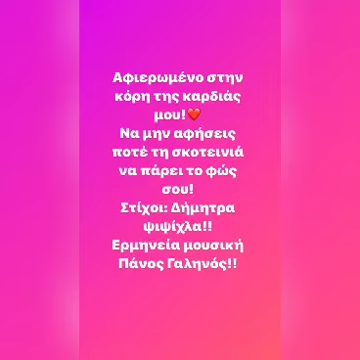 Αφιερωμένο στην
κόρη της καρδιάς
μου!❤️
Να μην αφήσεις
ποτέ τη σκοτεινιά
να πάρει το φώς
σου!
Στίχοι: Δήμητρα
ψιψίχλα!!
Ερμηνεία μουσική
Πάνος Γαληνός!!